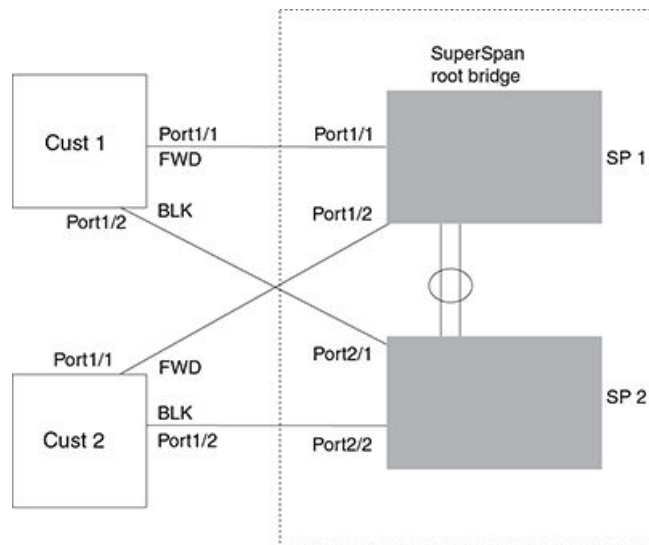 SuperSpan
root bridge
Cust 1
Port1/1
FWD
Port1/1
SP 1
BLK
Port1/2
Port1/2
Port1/1
FWD
Port2/1
SP 2
Cust 2
BLK
Port1/2
Port2/2